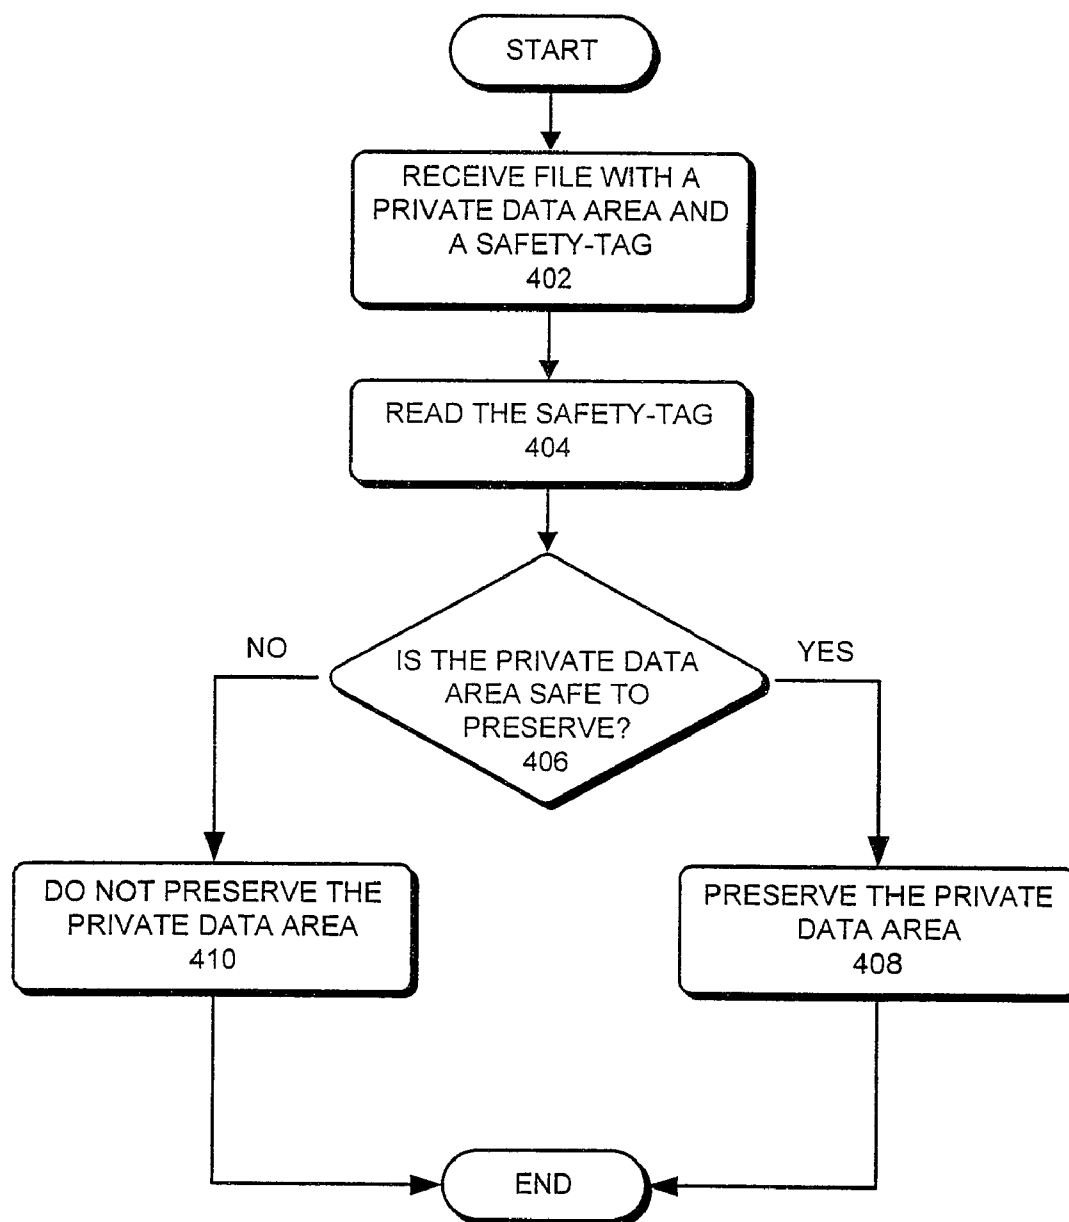 START
RECEIVE FILE WITH A
PRIVATE DATA AREA AND
A SAFETY-TAG
402
READ THE SAFETY-TAG
404
NO
YES
IS THE PRIVATE DATA
AREA SAFE TO
PRESERVE?
406
DO NOT PRESERVE THE
PRIVATE DATA AREA
410
PRESERVE THE PRIVATE
DATA AREA
408
END